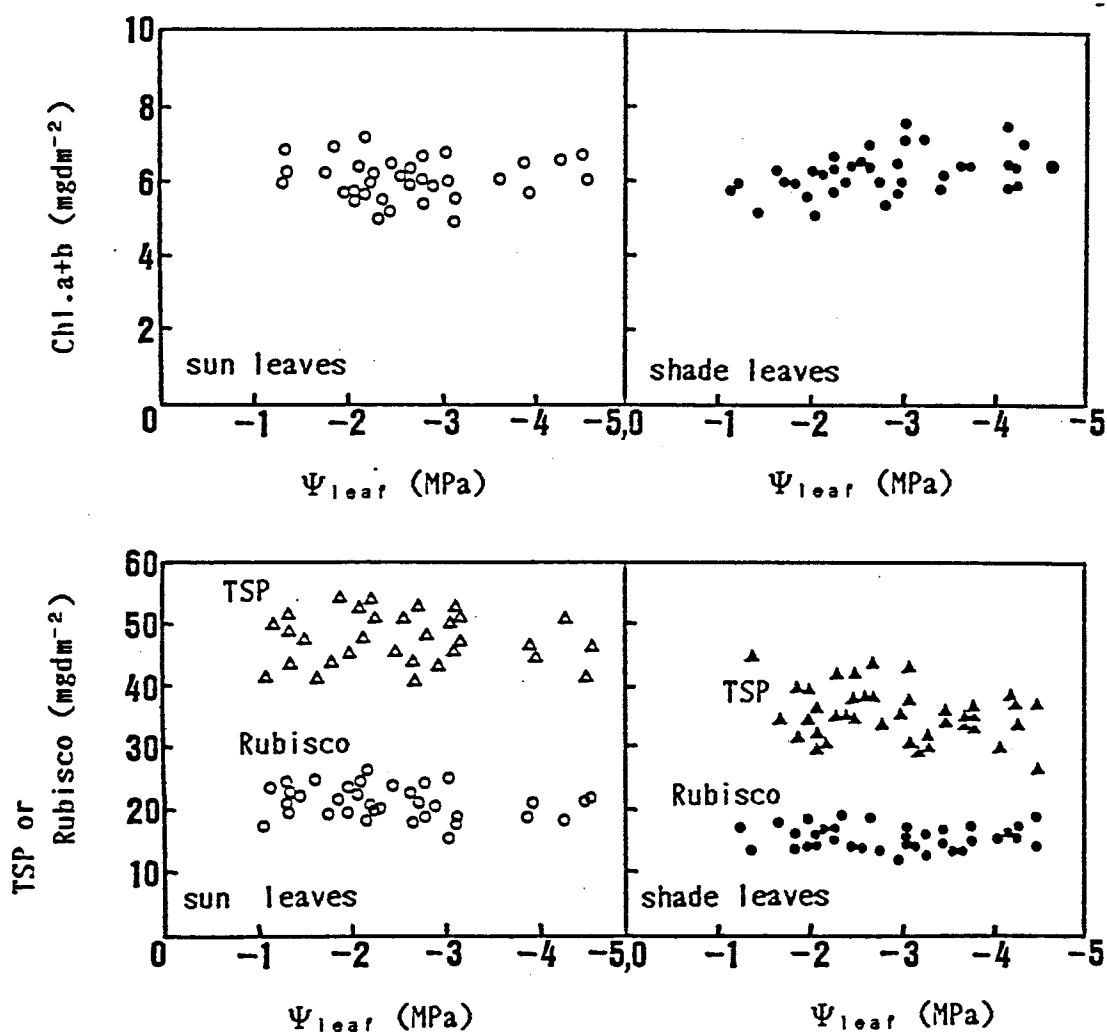 10
8
6
4
2
0
Chl.a+b (mgdm⁻²)
sun leaves
shade leaves
-1 -2 -3 -4 -5,0 -1 -2 -3 -4 -5
Ψleaf (MPa)
Ψleaf (MPa)
60
50
40
30
20
10
0
TSP or
Rubisco (mgdm⁻²)
TSP
Rubisco
sun leaves
TSP
Rubisco
shade leaves
-1 -2 -3 -4 -5,0 -1 -2 -3 -4 -5
Ψleaf (MPa)
Ψleaf (MPa)